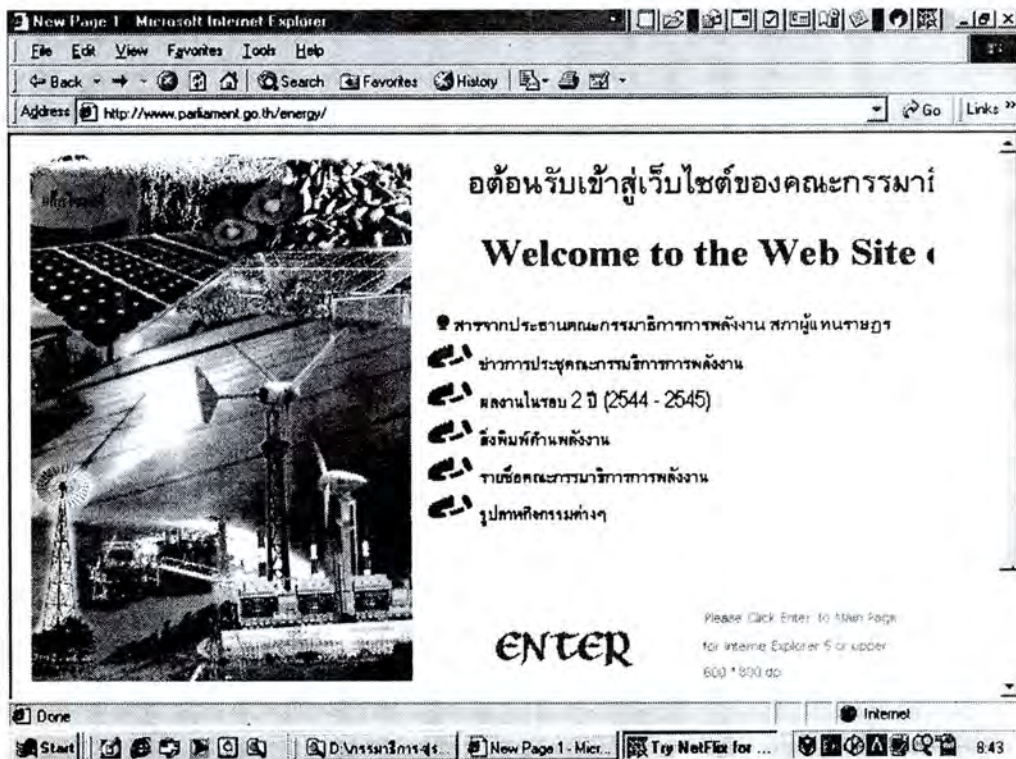 New Page 1 - Microsoft Internet Explorer
File Edit View Favorites Tools Help
Back Search Favorites History
Address http://www.parliament.go.th/energy/ Go Links »
อต้อนรับเข้าสู่เว็บไซต์ของคณะกรรมาธิ
Welcome to the Web Site
สารจากประธานคณะกรรมาธิการการพลังงาน สภาผู้แทนราษฎร
ข่าวการประชุคณะกรรมธิการการพลังงาน
ผลงานในรอบ 2 ปี (2544 - 2545)
สิ่งพิมพ์ด้านพลังงาน
รายชื่อคณะกรรมาธิการการพลังงาน
รูปภาพกิจกรรมต่างๆ
ENTER
Please Click Enter to Main Page
for Interne Explorer 5 or upper
600 * 800 dp
Done Internet
Start D:\กรรมาธิการ-สุร... New Page 1 - Micr... Try NetFlix for ... 8:43